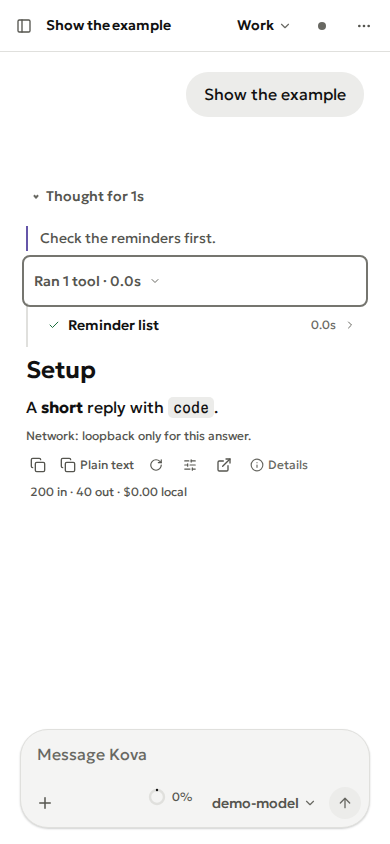 Show the example
Work
Show the example
Thought for 1s
Check the reminders first.
Ran 1 tool · 0.0s
Reminder list
0.0s
Setup
A short reply with code.
Network: loopback only for this answer.
Plain text
Details
200 in · 40 out · $0.00 local
Message Kova
0%
demo-model